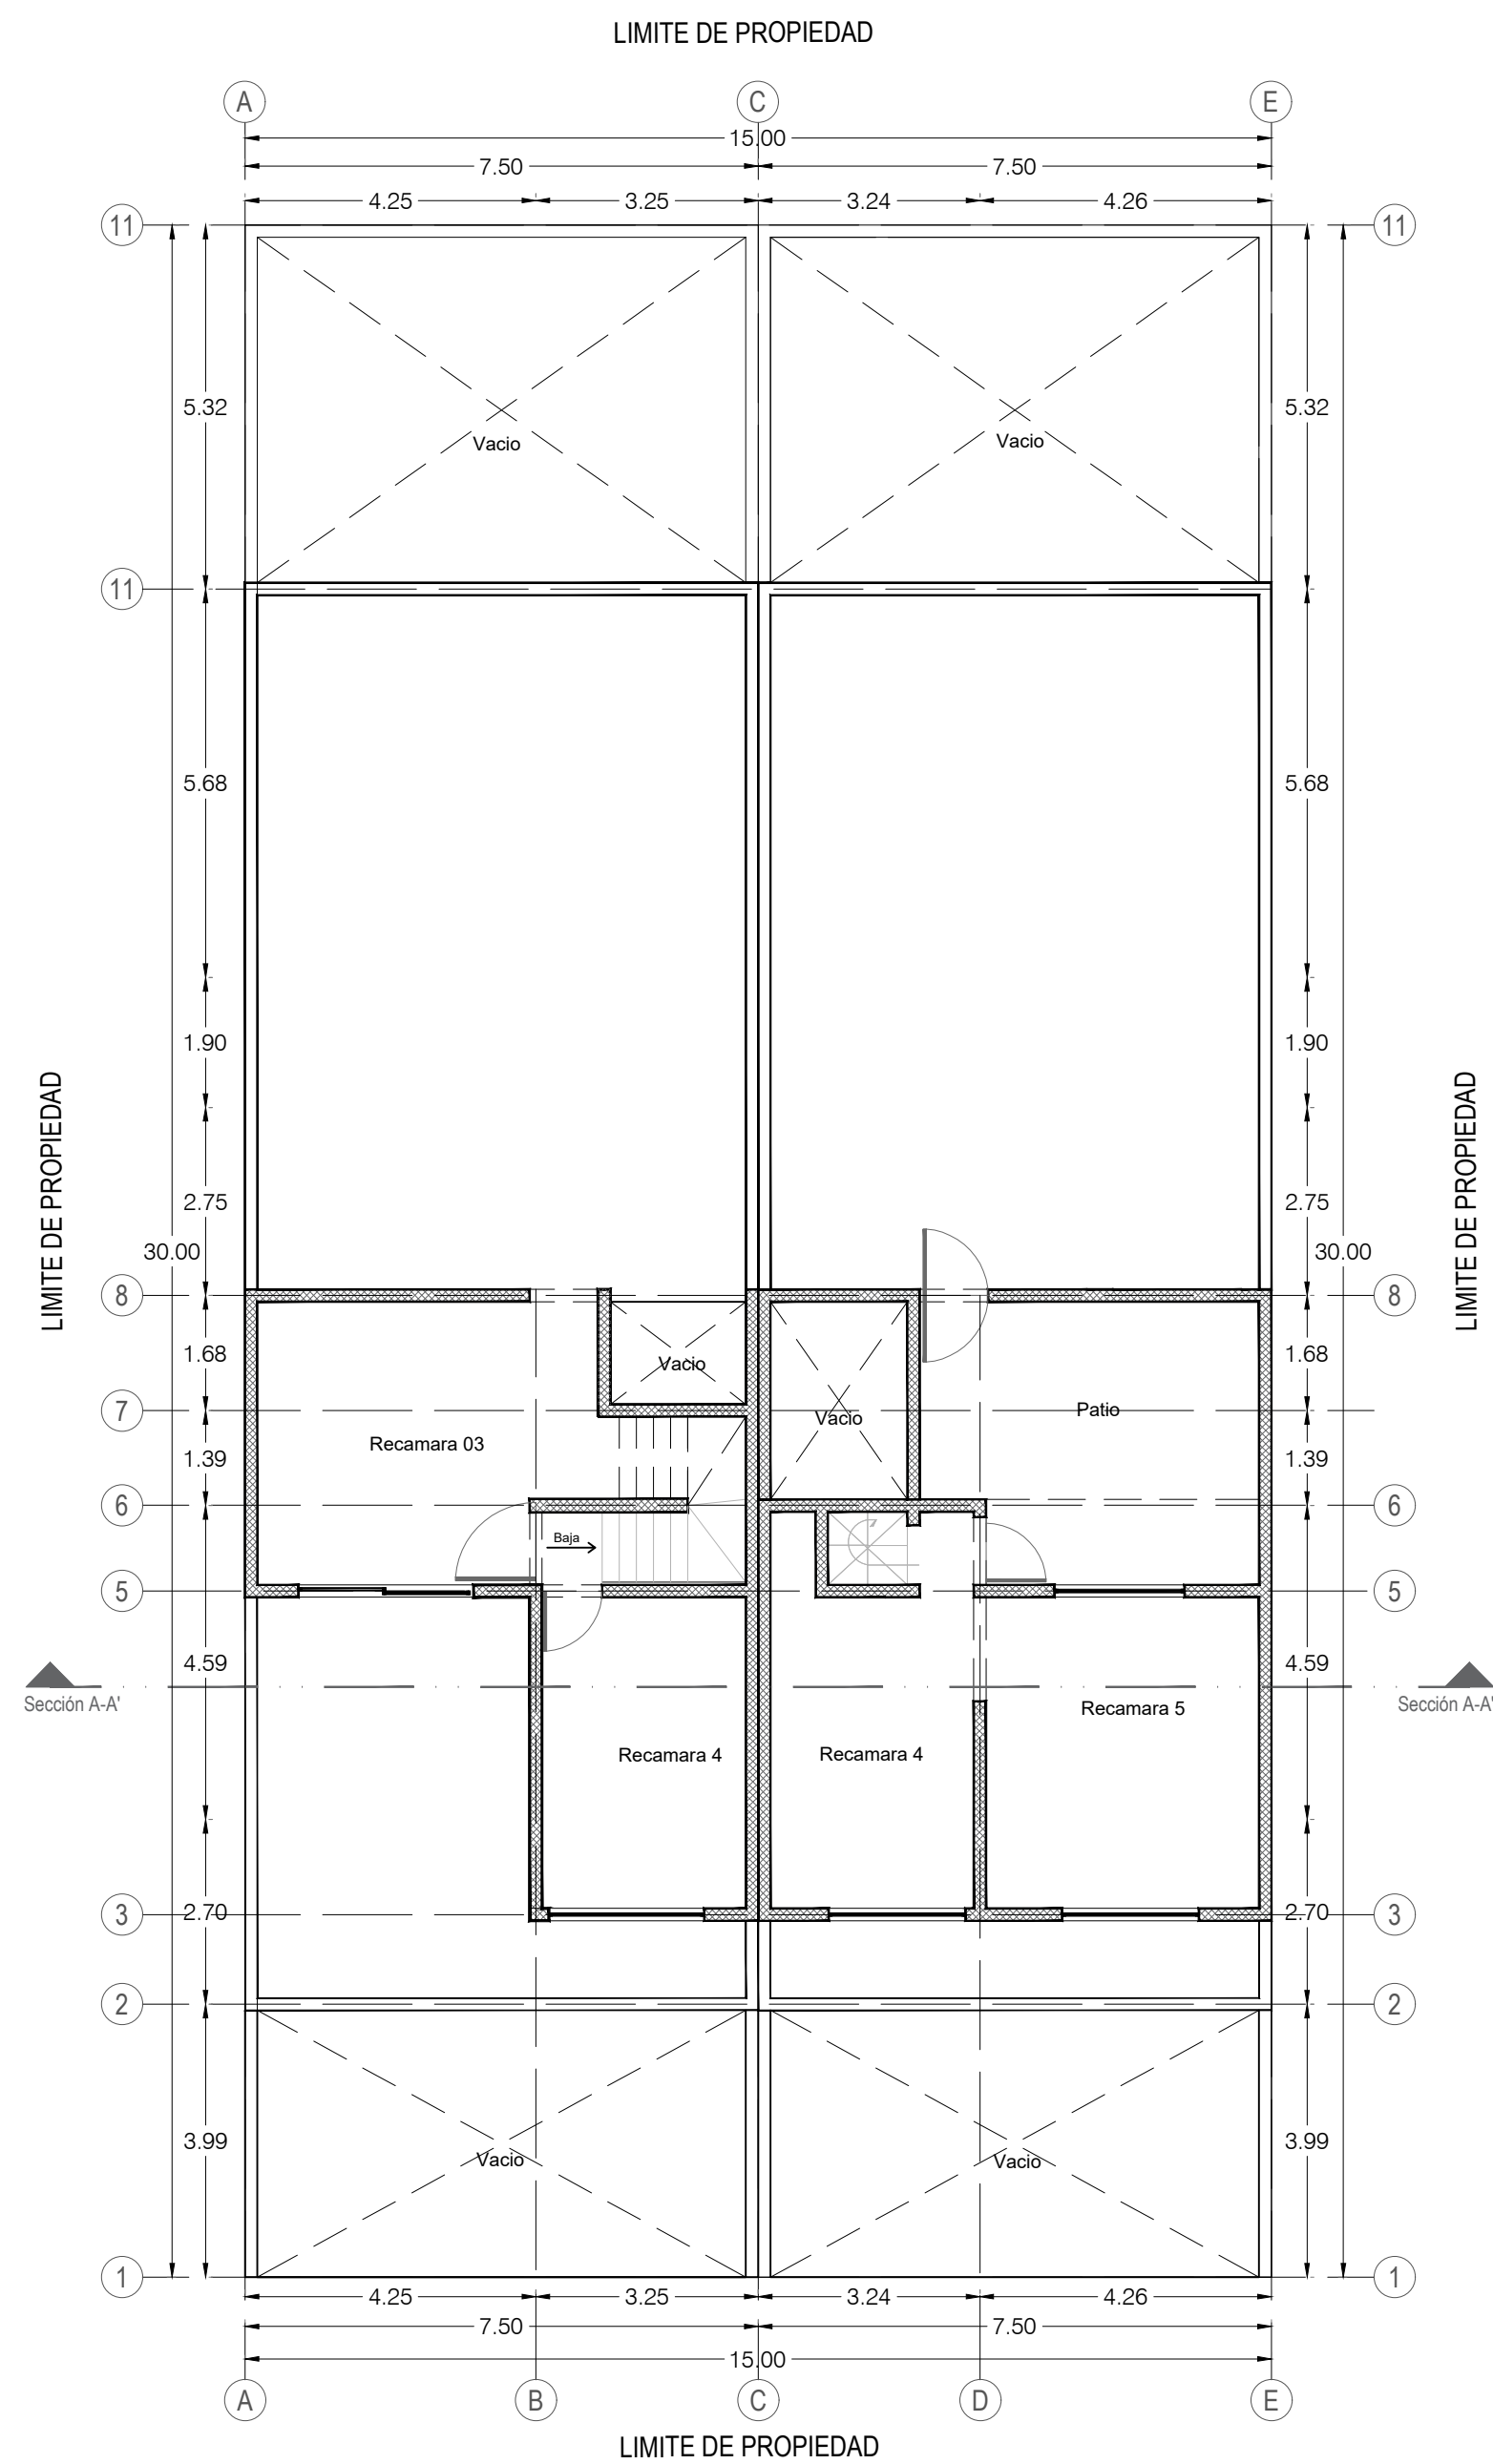 LIMITE DE PROPIEDAD
A C E
15.00
7.50 7.50
4.25 3.25 3.24 4.26
11 11
5.32 5.32
Vacio Vacio
11 11
5.68 5.68
1.90 1.90
LIMITE DE PROPIEDAD
LIMITE DE PROPIEDAD
2.75 2.75
30.00 30.00
8 8
1.68 Vacio 1.68
7 Vacio Patio 7
Recamara 03
1.39 1.39
6 6
Baja
5 5
4.59 4.59
Sección A-A' Sección A-A'
Recamara 5
Recamara 4 Recamara 4
3 2.70 2.70 3
2 2
3.99 3.99
Vacio Vacio
1 1
4.25 3.25 3.24 4.26
7.50 7.50
15.00
A B C D E
LIMITE DE PROPIEDAD